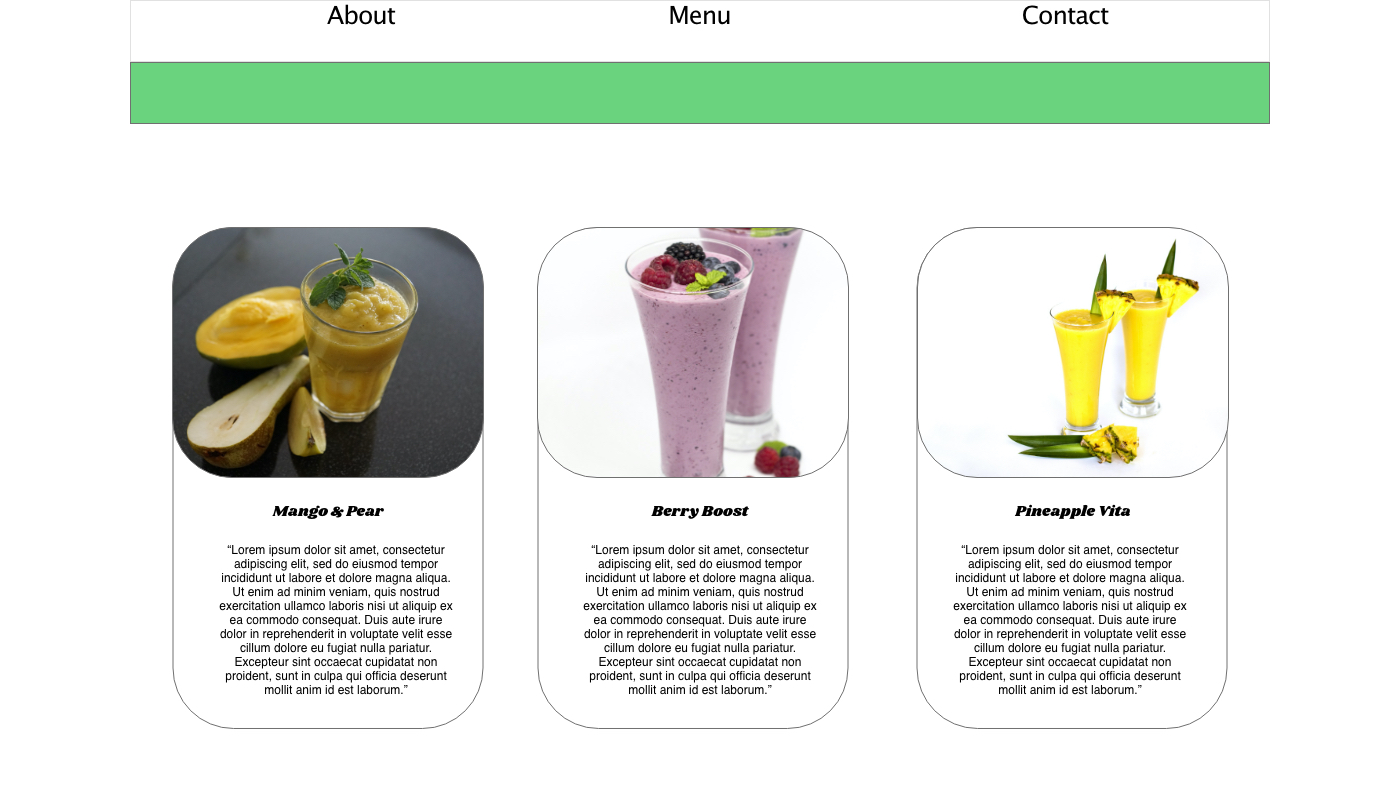 About Menu Contact
Mango & Pear
“Lorem ipsum dolor sit amet, consectetur
adipiscing elit, sed do eiusmod tempor
incididunt ut labore et dolore magna aliqua.
Ut enim ad minim veniam, quis nostrud
exercitation ullamco laboris nisi ut aliquip ex
ea commodo consequat. Duis aute irure
dolor in reprehenderit in voluptate velit esse
cillum dolore eu fugiat nulla pariatur.
Excepteur sint occaecat cupidatat non
proident, sunt in culpa qui officia deserunt
mollit anim id est laborum.”
Berry Boost
“Lorem ipsum dolor sit amet, consectetur
adipiscing elit, sed do eiusmod tempor
incididunt ut labore et dolore magna aliqua.
Ut enim ad minim veniam, quis nostrud
exercitation ullamco laboris nisi ut aliquip ex
ea commodo consequat. Duis aute irure
dolor in reprehenderit in voluptate velit esse
cillum dolore eu fugiat nulla pariatur.
Excepteur sint occaecat cupidatat non
proident, sunt in culpa qui officia deserunt
mollit anim id est laborum.”
Pineapple Vita
“Lorem ipsum dolor sit amet, consectetur
adipiscing elit, sed do eiusmod tempor
incididunt ut labore et dolore magna aliqua.
Ut enim ad minim veniam, quis nostrud
exercitation ullamco laboris nisi ut aliquip ex
ea commodo consequat. Duis aute irure
dolor in reprehenderit in voluptate velit esse
cillum dolore eu fugiat nulla pariatur.
Excepteur sint occaecat cupidatat non
proident, sunt in culpa qui officia deserunt
mollit anim id est laborum.”